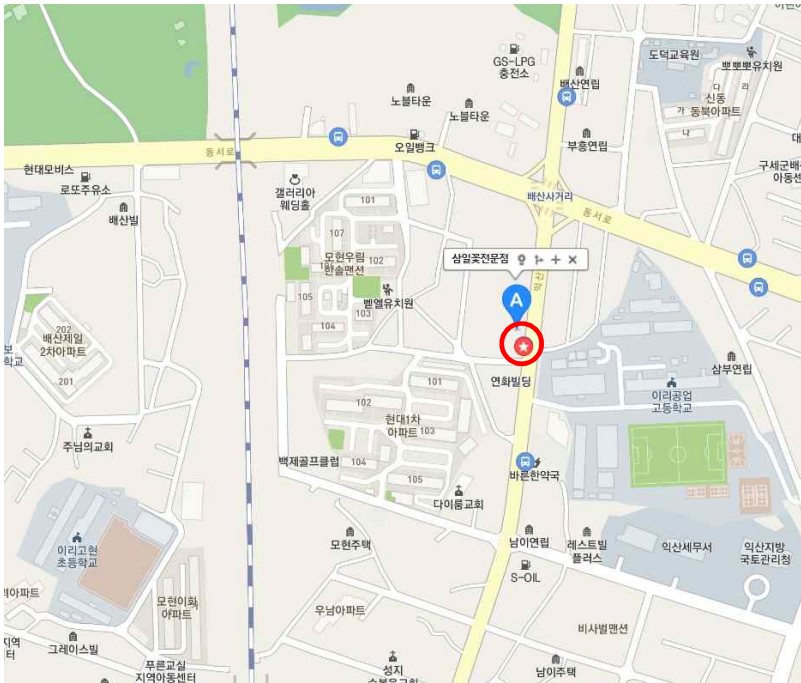 GS-LPG
충전소
배산연립
도덕교육원
뽀뽀뽀유치원
다
라
신동
동북아파트
가
나
노블타운
노블타운
오일뱅크
부흥연립
동서로
현대모비스
로또주유소
갤러리아
웨딩홀
배산사거리
동서로
구세군배
아동센
배산빌
101
107
모현우림
한솔맨션
102
105
103
104
벧엘유치원
삼일꽃전문점
A
익산
202
배산제일
2차아파트
201
학교
연화빌딩
삼부연립
이리공업
고등학교
101
102
현대1차
아파트
103
104
105
주님의교회
백제골프클럽
바른한약국
다이룸교회
이리고현
초등학교
모현주택
남이연립
레스트빌
플러스
익산세무서
익산지방
국토관리청
S-OIL
모현이화
아파트
우남아파트
비사벌맨션
그레이스빌
푸른교실
지역아동센터
성지
남이주택